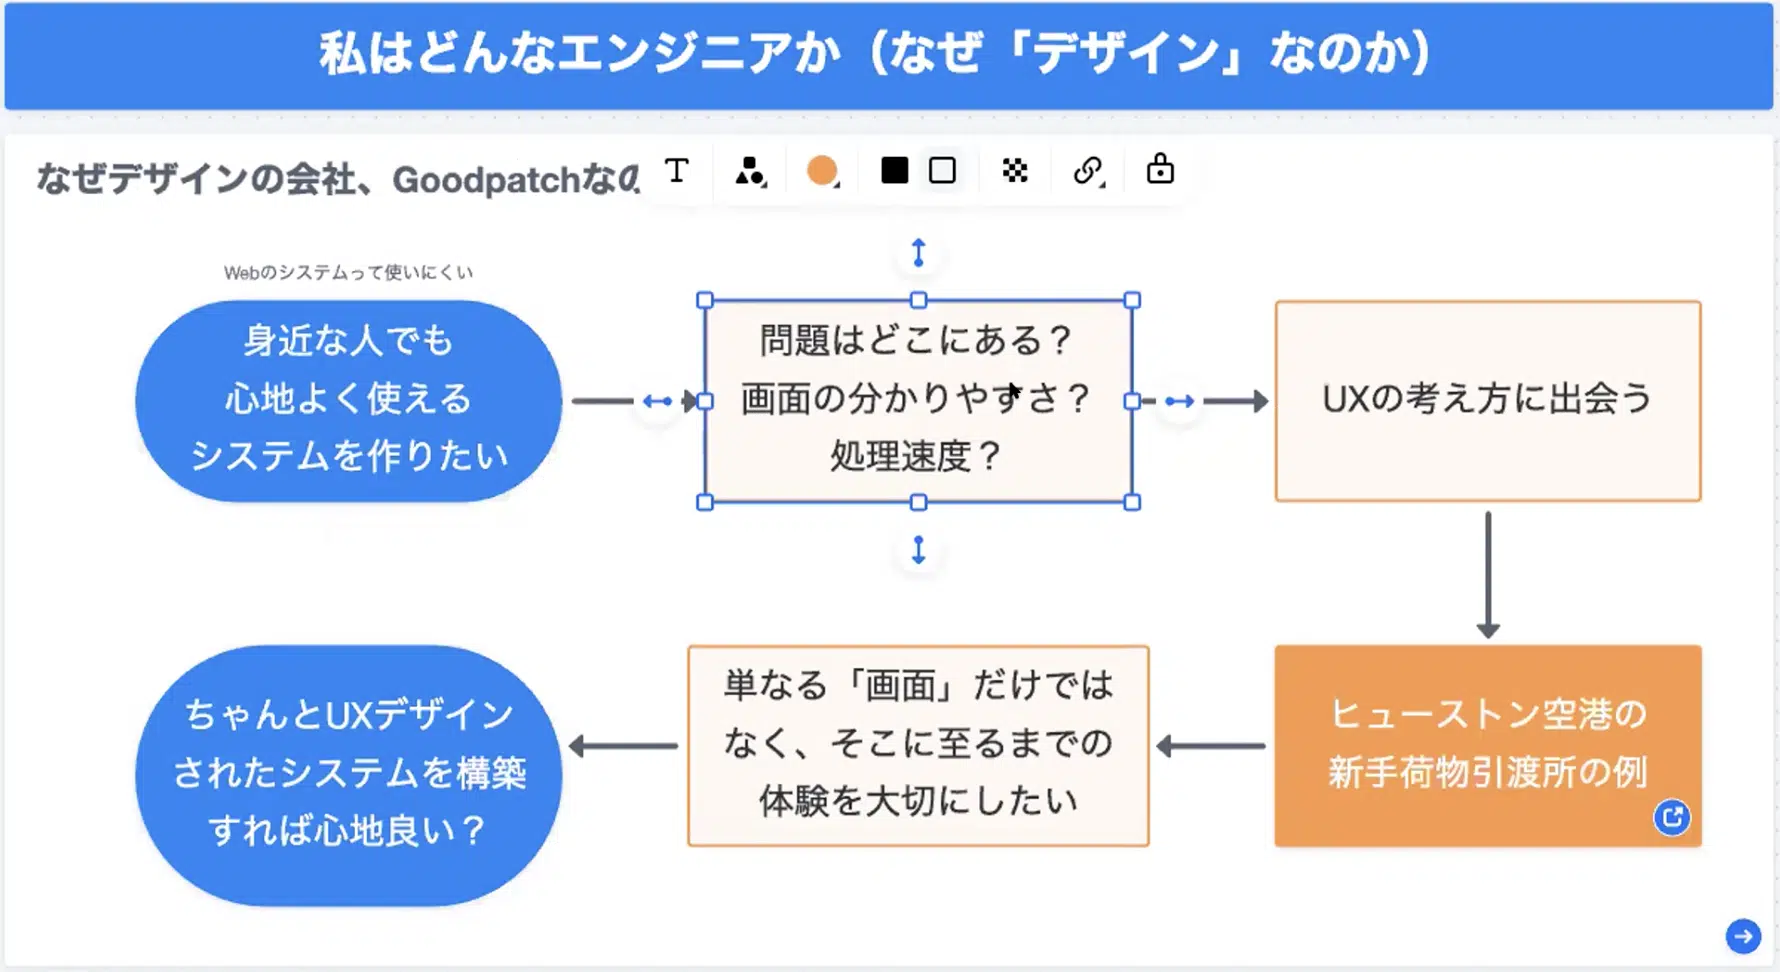 私はどんなエンジニアか（なぜ「デザイン」なのか）
なぜデザインの会社、Goodpatchなの
T
Webのシステムって使いにくい
身近な人でも
心地よく使える
システムを作りたい
問題はどこにある？
画面の分かりやすさ？
処理速度？
UXの考え方に出会う
ヒューストン空港の
新手荷物引渡所の例
単なる「画面」だけでは
なく、そこに至るまでの
体験を大切にしたい
ちゃんとUXデザイン
されたシステムを構築
すれば心地良い？